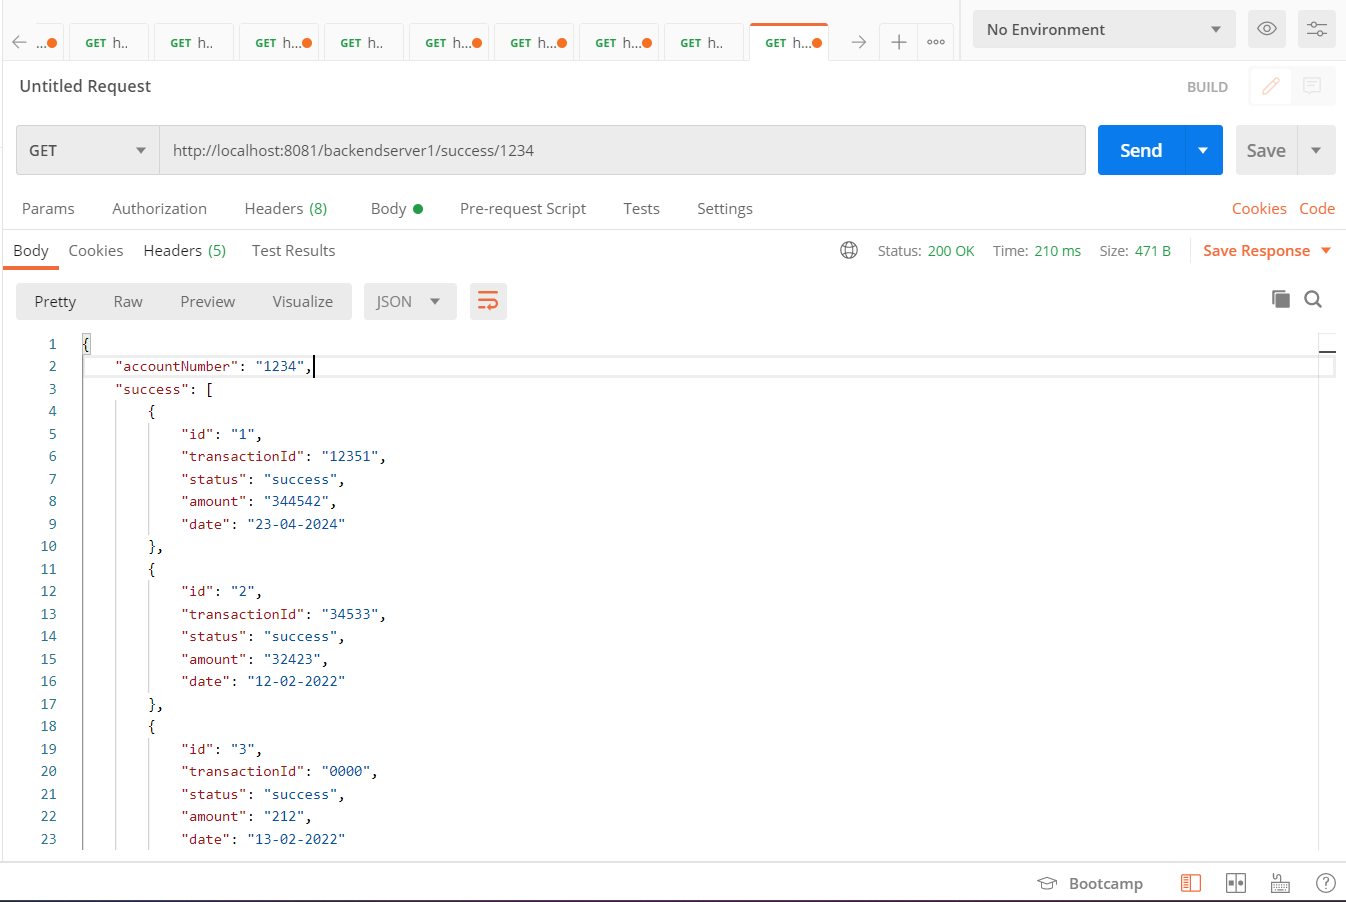 ... GET h.. GET h.. GET h... GET h.. GET h... GET h... GET h... GET h.. GET h... No Environment
Untitled Request BUILD
GET http://localhost:8081/backendserver1/success/1234 Send Save
Params Authorization Headers (8) Body Pre-request Script Tests Settings Cookies Code
Body Cookies Headers (5) Test Results Status: 200 OK Time: 210 ms Size: 471 B Save Response
Pretty Raw Preview Visualize JSON
1 {
2 "accountNumber": "1234",
3 "success": [
4 {
5 "id": "1",
6 "transactionId": "12351",
7 "status": "success",
8 "amount": "344542",
9 "date": "23-04-2024"
10 },
11 {
12 "id": "2",
13 "transactionId": "34533",
14 "status": "success",
15 "amount": "32423",
16 "date": "12-02-2022"
17 },
18 {
19 "id": "3",
20 "transactionId": "0000",
21 "status": "success",
22 "amount": "212",
23 "date": "13-02-2022"
Bootcamp